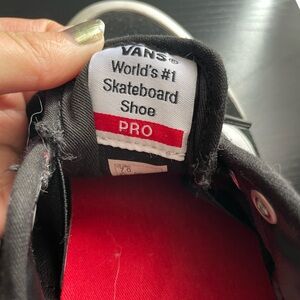 VANS®
World's #1
Skateboard
Shoe
PRO